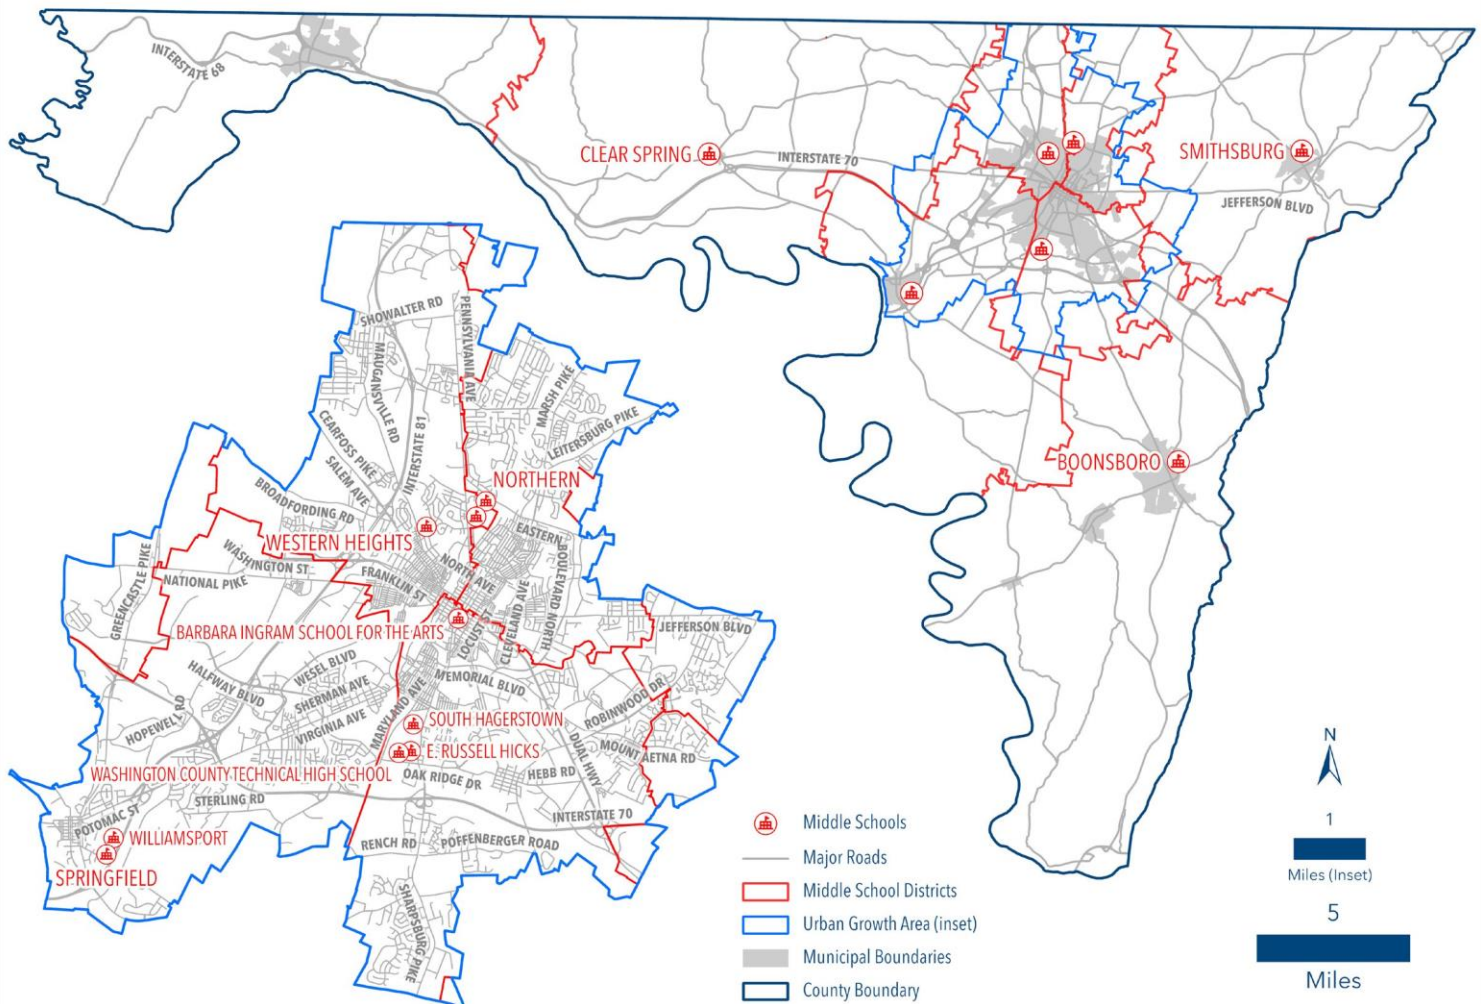 INTERSTATE 68
CLEAR SPRING
INTERSTATE 70
SMITHSBURG
JEFFERSON BLVD
BOONSBORO
SHOWALTER RD
PENNSYLVANIA AVE
MAUGANSVILLE RD
MARSH PIKE
LEITERSBURG PIKE
CEARFOSS PIKE
SALEM AVE
INTERSTATE 81
NORTHERN
BROADFORDING RD
WESTERN HEIGHTS
EASTERN
BOULEVARD NORTH
GREENCASTLE PIKE
WASHINGTON ST
NATIONAL PIKE
FRANKLIN ST
NORTH AVE
LOCUST ST
CLEVELAND AVE
BARBARA INGRAM SCHOOL FOR THE ARTS
JEFFERSON BLVD
HALFWAY BLVD
WESEL BLVD
SHERMAN AVE
VIRGINIA AVE
MARYLAND AVE
MEMORIAL BLVD
ROBINWOOD DR
HOPEWELL RD
SOUTH HAGERSTOWN
E. RUSSELL HICKS
DUAL HWY
MOUNT AETNA RD
WASHINGTON COUNTY TECHNICAL HIGH SCHOOL
OAK RIDGE DR
HEBB RD
STERLING RD
POTOMAC ST
INTERSTATE 70
WILLIAMSPORT
RENCH RD
POFFENBERGER ROAD
SPRINGFIELD
SHARPSBURG PIKE
Middle Schools
Major Roads
Middle School Districts
Urban Growth Area (inset)
Municipal Boundaries
County Boundary
N
1
Miles (Inset)
5
Miles